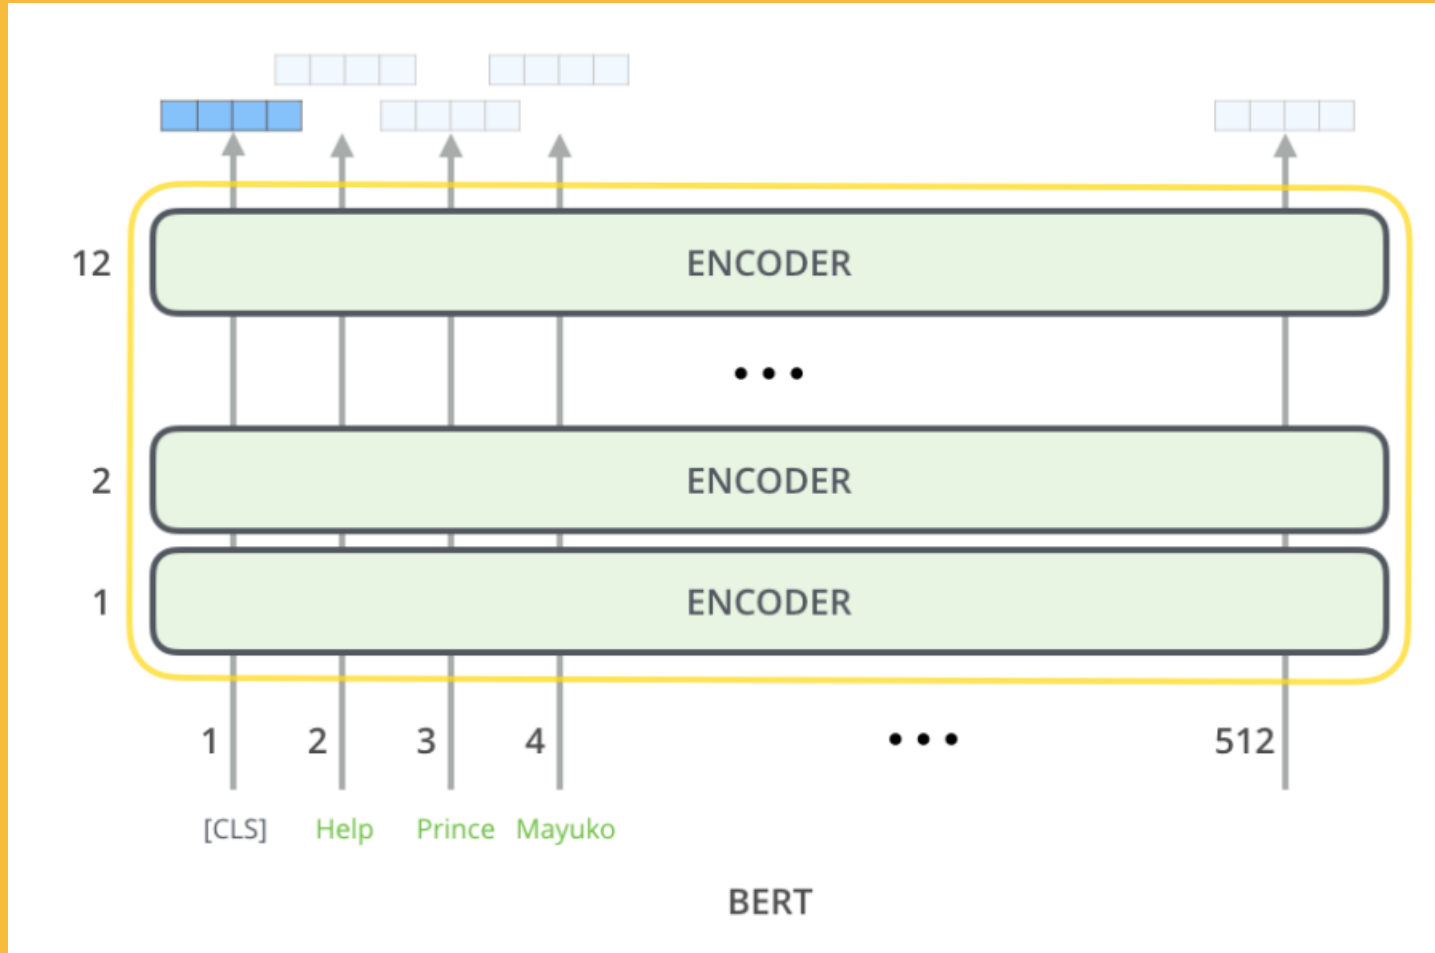 12 ENCODER
...
2 ENCODER
1 ENCODER
1 2 3 4 ... 512
[CLS] Help Prince Mayuko
BERT